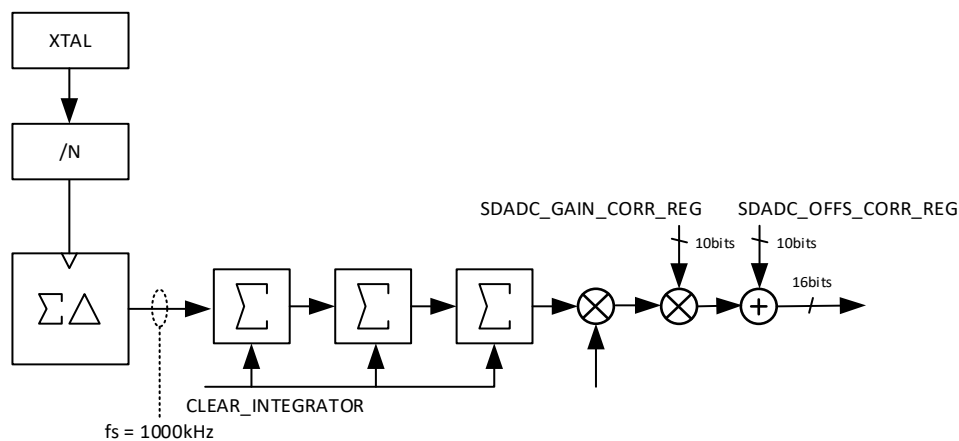 XTAL
/N
SDADC_GAIN_CORR_REG
SDADC_OFFS_CORR_REG
10bits
10bits
16bits
ΣΔ
Σ
Σ
Σ
CLEAR_INTEGRATOR
fs = 1000kHz